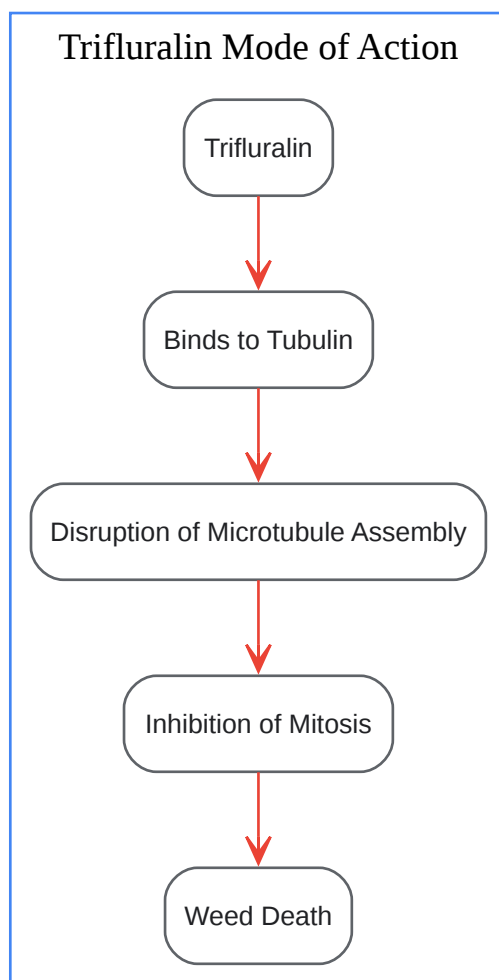 Trifluralin Mode of Action
Trifluralin
Binds to Tubulin
Disruption of Microtubule Assembly
Inhibition of Mitosis
Weed Death